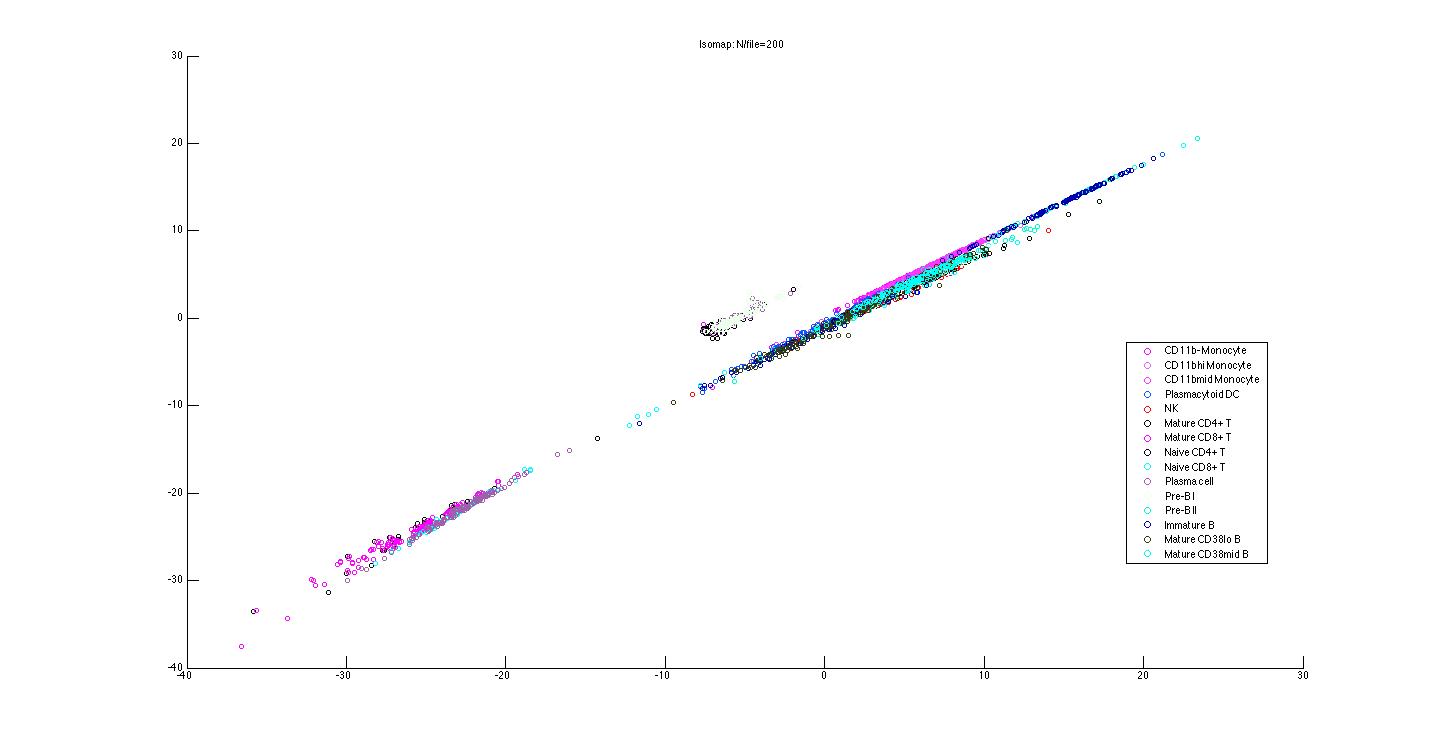 Isomap: N/file=200
30
20
10
0
-10
-20
-30
-40
-40 -30 -20 -10 0 10 20 30
CD11b-Monocyte
CD11bhi Monocyte
CD11bmid Monocyte
Plasmacytoid DC
NK
Mature CD4+ T
Mature CD8+ T
Naive CD4+ T
Naive CD8+ T
Plasma cell
Pre-B I
Pre-B II
Immature B
Mature CD38lo B
Mature CD38mid B